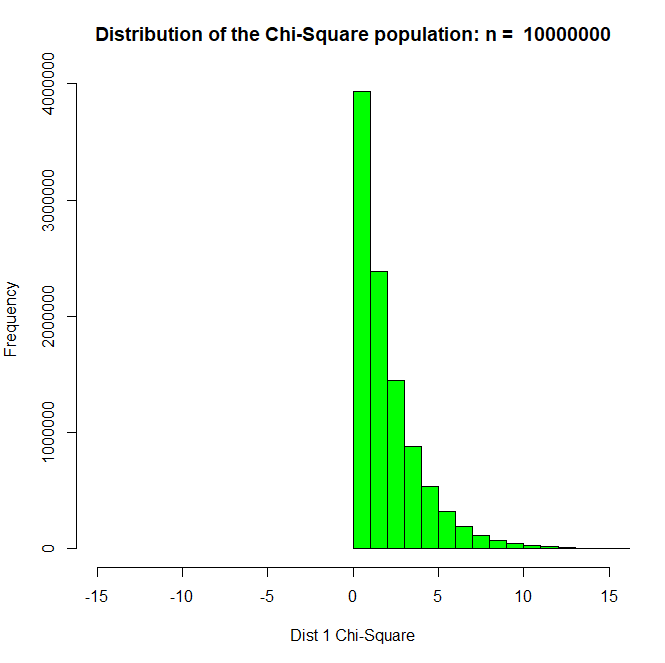 Distribution of the Chi-Square population: n =  10000000
Frequency
4000000
3000000
2000000
1000000
0
-15 -10 -5 0 5 10 15
Dist 1 Chi-Square